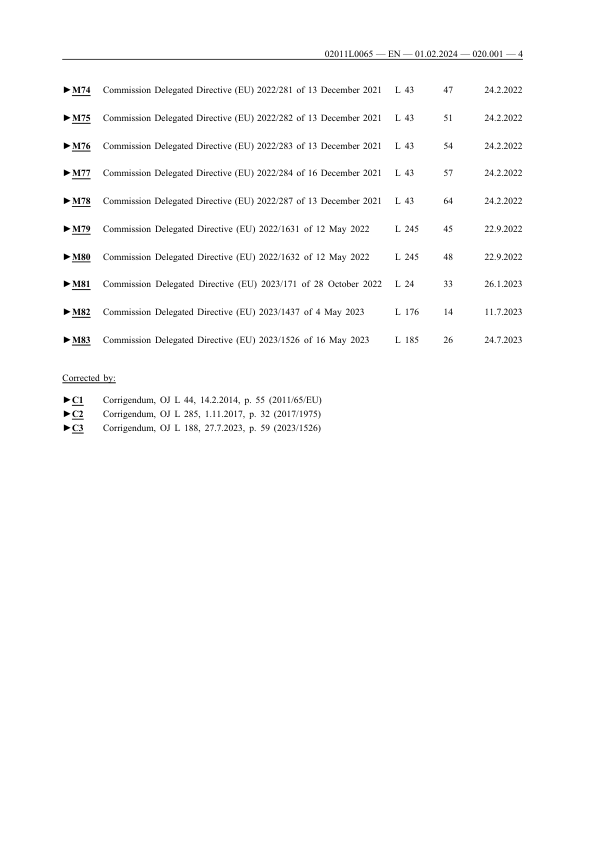 02011L0065 — EN — 01.02.2024 — 020.001 — 4
►M74 Commission Delegated Directive (EU) 2022/281 of 13 December 2021 L 43 47 24.2.2022
►M75 Commission Delegated Directive (EU) 2022/282 of 13 December 2021 L 43 51 24.2.2022
►M76 Commission Delegated Directive (EU) 2022/283 of 13 December 2021 L 43 54 24.2.2022
►M77 Commission Delegated Directive (EU) 2022/284 of 16 December 2021 L 43 57 24.2.2022
►M78 Commission Delegated Directive (EU) 2022/287 of 13 December 2021 L 43 64 24.2.2022
►M79 Commission Delegated Directive (EU) 2022/1631 of 12 May 2022 L 245 45 22.9.2022
►M80 Commission Delegated Directive (EU) 2022/1632 of 12 May 2022 L 245 48 22.9.2022
►M81 Commission Delegated Directive (EU) 2023/171 of 28 October 2022 L 24 33 26.1.2023
►M82 Commission Delegated Directive (EU) 2023/1437 of 4 May 2023 L 176 14 11.7.2023
►M83 Commission Delegated Directive (EU) 2023/1526 of 16 May 2023 L 185 26 24.7.2023
Corrected by:
►C1 Corrigendum, OJ L 44, 14.2.2014, p. 55 (2011/65/EU)
►C2 Corrigendum, OJ L 285, 1.11.2017, p. 32 (2017/1975)
►C3 Corrigendum, OJ L 188, 27.7.2023, p. 59 (2023/1526)